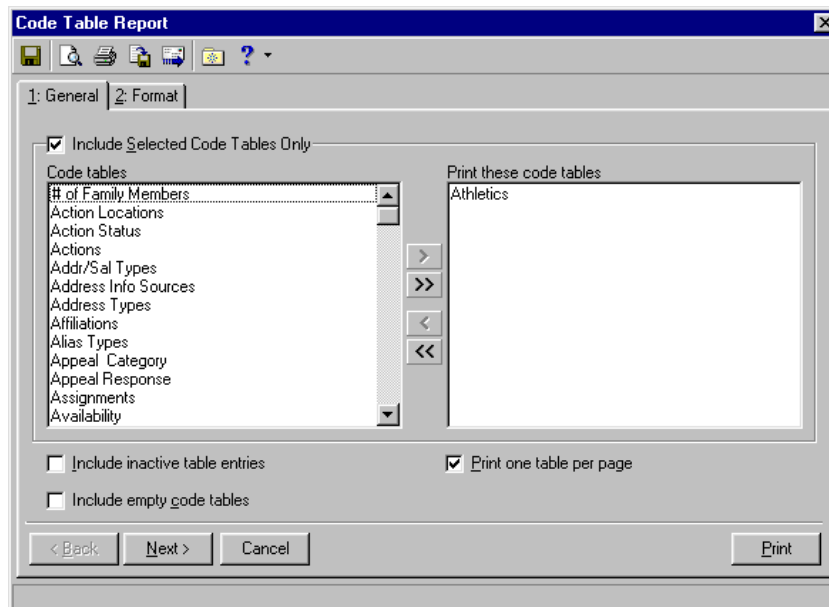 Code Table Report
1: General 2: Format
Include Selected Code Tables Only
Code tables
# of Family Members
Action Locations
Action Status
Actions
Addr/Sal Types
Address Info Sources
Address Types
Affiliations
Alias Types
Appeal Category
Appeal Response
Assignments
Availability
>
>>
<
<<
Print these code tables
Athletics
Include inactive table entries
Print one table per page
Include empty code tables
< Back Next > Cancel Print